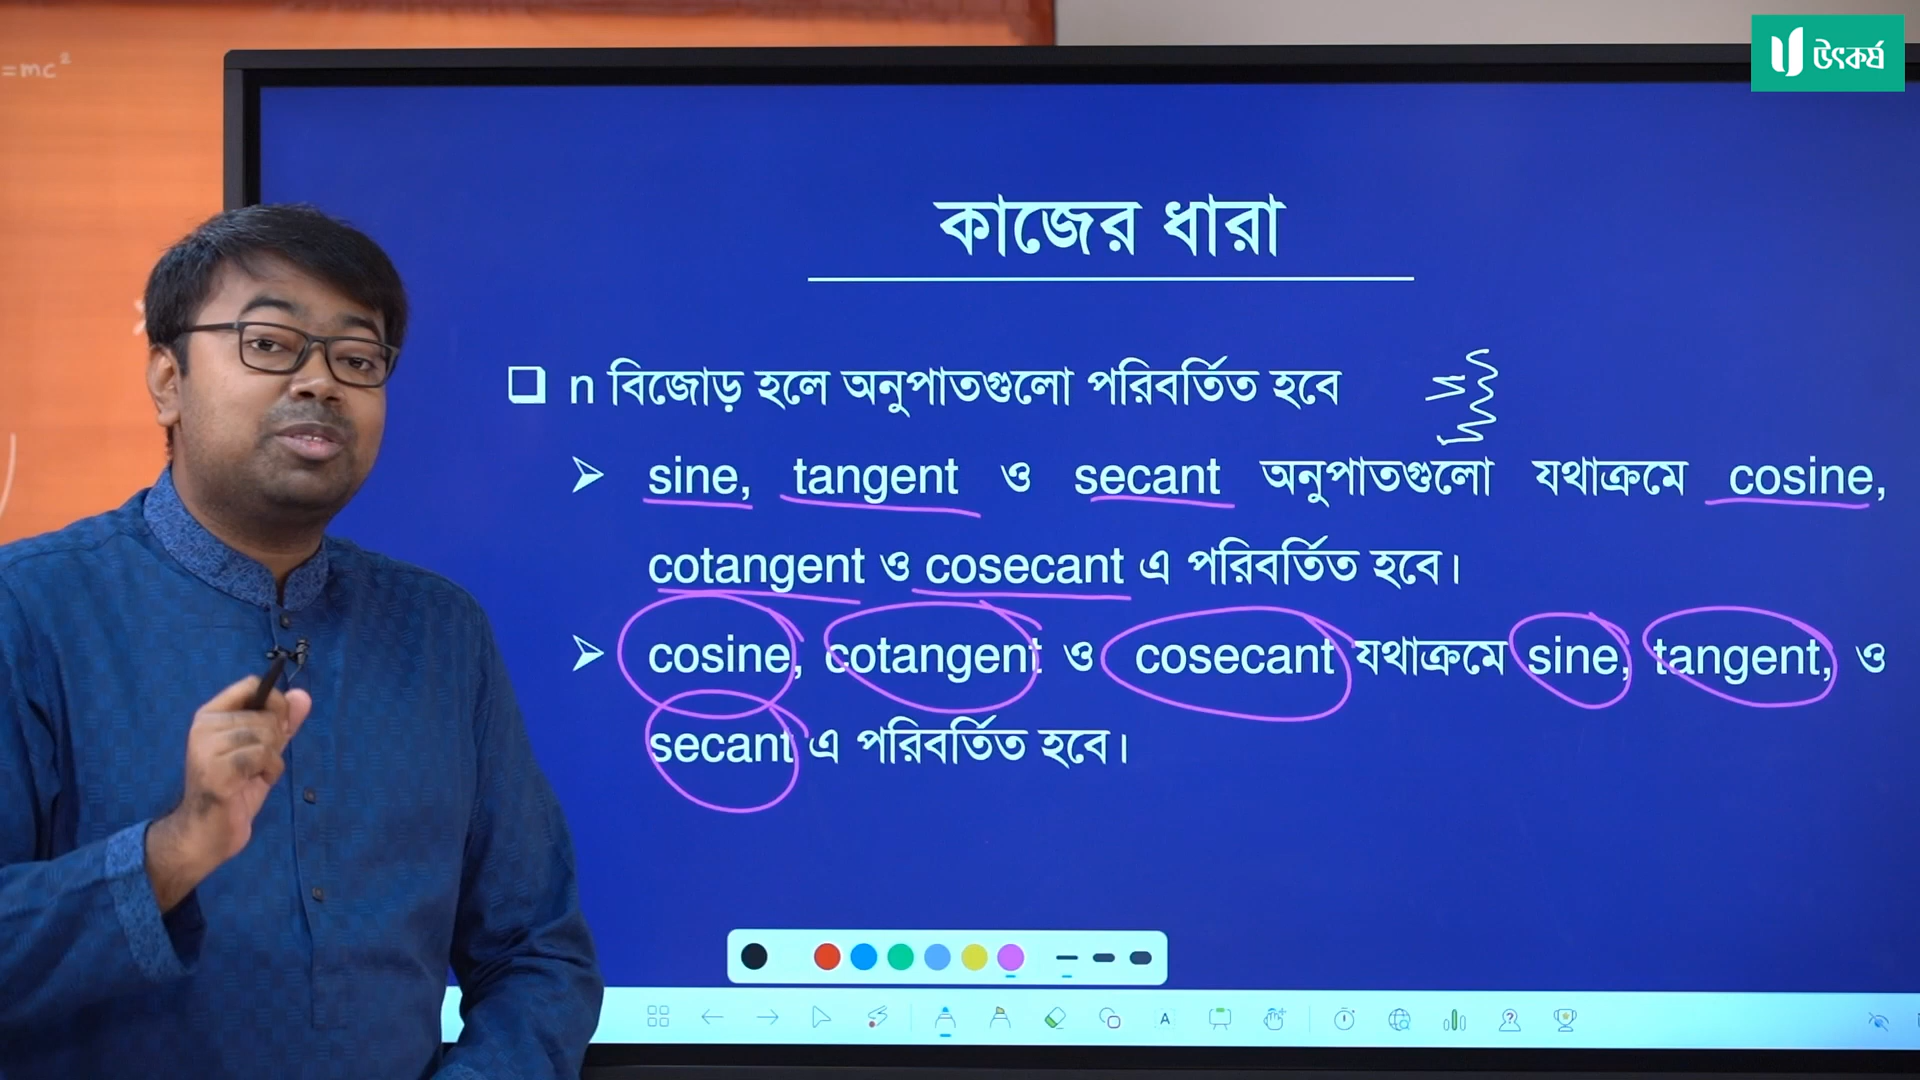 =mc²
উৎকর্ষ
কাজের ধারা
n বিজোড় হলে অনুপাতগুলো পরিবর্তিত হবে
sine, tangent ও secant অনুপাতগুলো যথাক্রমে cosine,
cotangent ও cosecant এ পরিবর্তিত হবে।
cosine, cotangent ও cosecant যথাক্রমে sine, tangent, ও
secant এ পরিবর্তিত হবে।
A